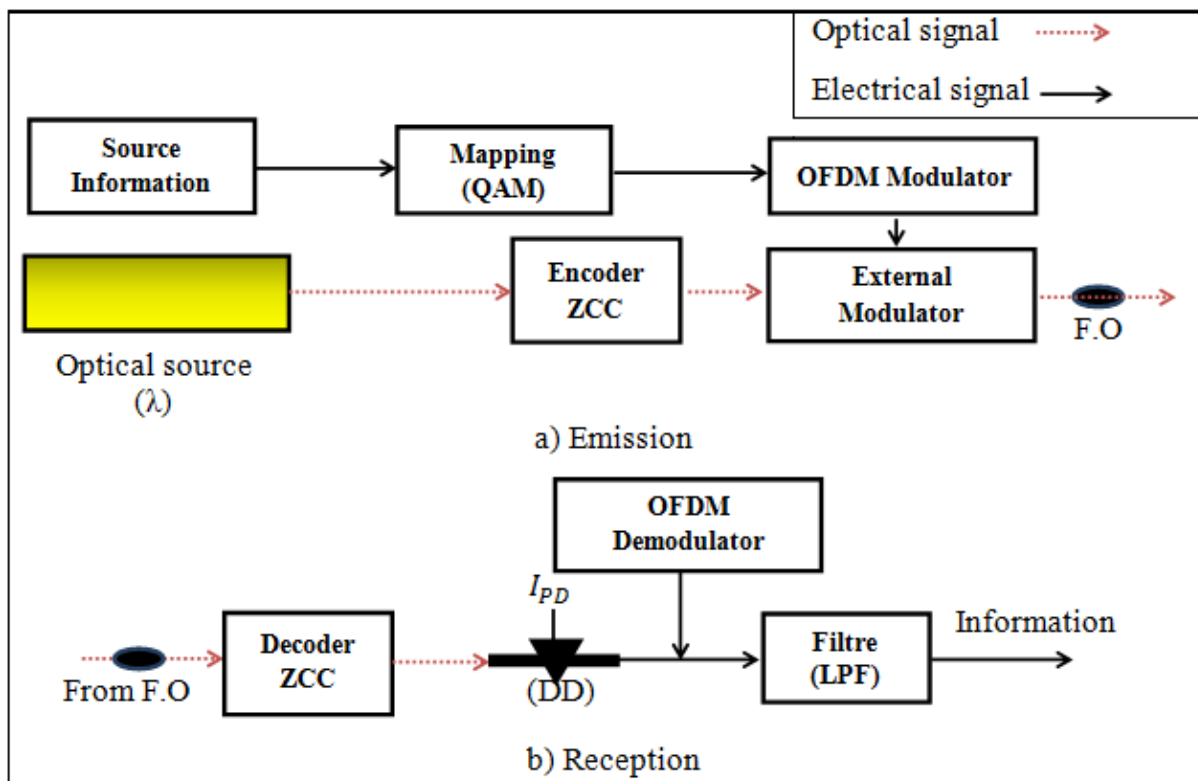 Optical signal
Electrical signal
Source
Information
Mapping
(QAM)
OFDM Modulator
Encoder
ZCC
External
Modulator
F.O
Optical source
(λ)
a) Emission
OFDM
Demodulator
I_PD
Decoder
ZCC
From F.O
(DD)
Filtre
(LPF)
Information
b) Reception